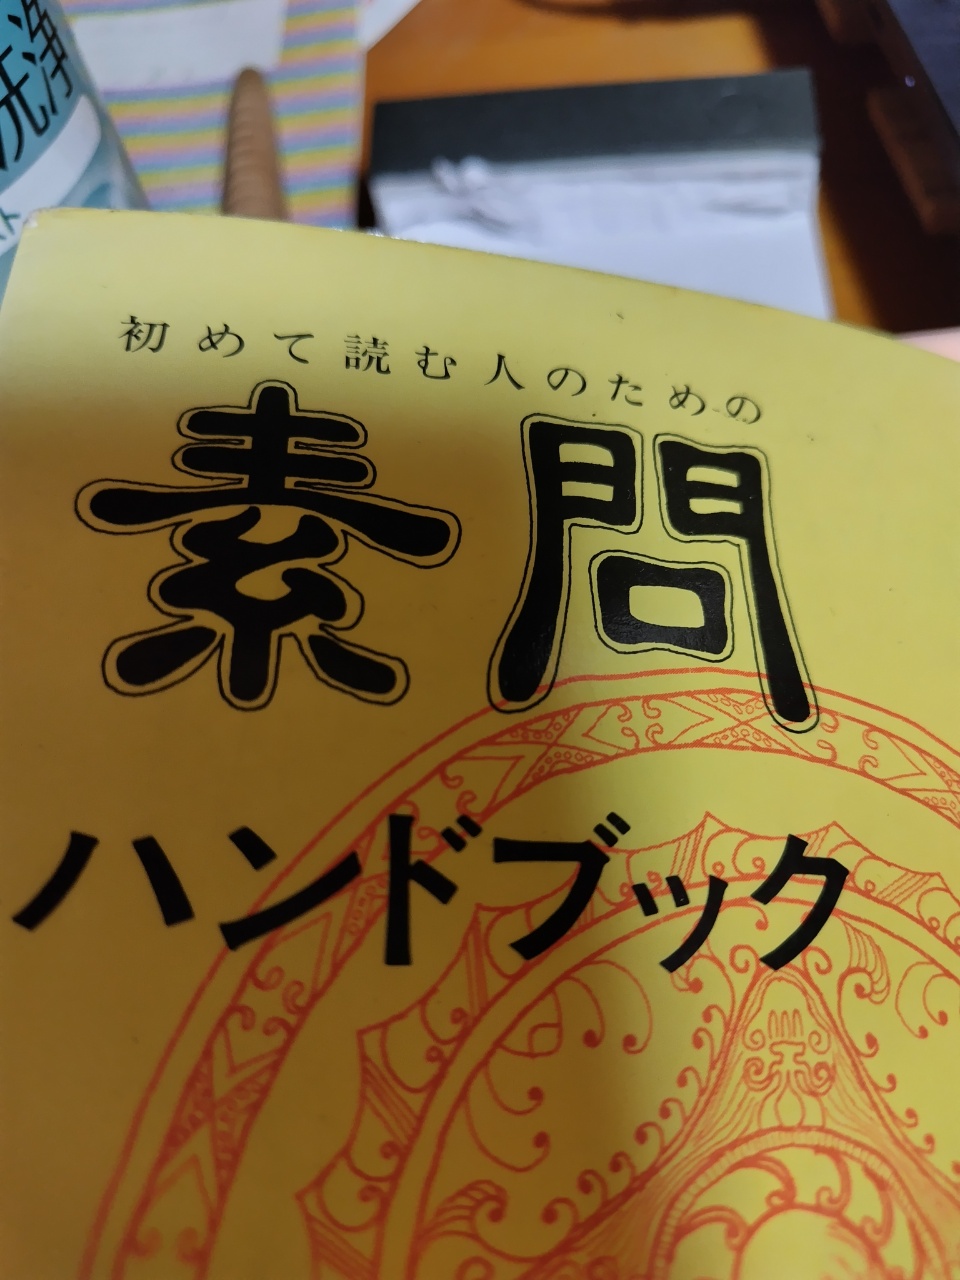 洗浄
初めて読む人のための
素問
ハンドブック